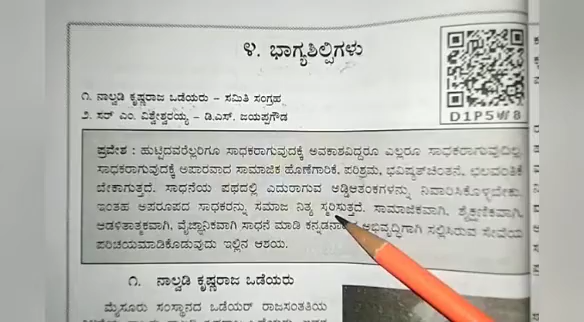 ೪. ಭಾಗ್ಯಶಿಲ್ಪಿಗಳು
D1P5W8
೧. ನಾಲ್ವಡಿ ಕೃಷ್ಣರಾಜ ಒಡೆಯರು – ಸಮಿತಿ ಸಂಗ್ರಹ
೨. ಸರ್ ಎಂ. ವಿಶ್ವೇಶ್ವರಯ್ಯ – ಡಿ.ಎಸ್. ಜಯಪ್ಪಗೌಡ
ಪ್ರವೇಶ : ಹುಟ್ಟಿದವರೆಲ್ಲರಿಗೂ ಸಾಧಕರಾಗುವುದಕ್ಕೆ ಅವಕಾಶವಿದ್ದರೂ ಎಲ್ಲರೂ ಸಾಧಕರಾಗುವುದಿಲ್ಲ
ಸಾಧಕರಾಗುವುದಕ್ಕೆ ಅಪಾರವಾದ ಸಾಮಾಜಿಕ ಹೊಣೆಗಾರಿಕೆ, ಪರಿಶ್ರಮ, ಭವಿಷ್ಯತ್‌ಚಿಂತನೆ, ಛಲವಂತಿಕೆ
ಬೇಕಾಗುತ್ತದೆ. ಸಾಧನೆಯ ಪಥದಲ್ಲಿ ಎದುರಾಗುವ ಅಡ್ಡಿಆತಂಕಗಳನ್ನು ನಿವಾರಿಸಿಕೊಳ್ಳಬೇಕು.
ಇಂತಹ ಅಪರೂಪದ ಸಾಧಕರನ್ನು ಸಮಾಜ ನಿತ್ಯ ಸ್ಮರಿಸುತ್ತದೆ. ಸಾಮಾಜಿಕವಾಗಿ, ಶೈಕ್ಷಣಿಕವಾಗಿ,
ಆಡಳಿತಾತ್ಮಕವಾಗಿ, ವೈಜ್ಞಾನಿಕವಾಗಿ ಸಾಧನೆ ಮಾಡಿ ಕನ್ನಡನಾಡಿ ಅಭಿವೃದ್ಧಿಗಾಗಿ ಸಲ್ಲಿಸಿರುವ ಸೇವೆಯ
ಪರಿಚಯಮಾಡಿಕೊಡುವುದು ಇಲ್ಲಿನ ಆಶಯ.
೧. ನಾಲ್ವಡಿ ಕೃಷ್ಣರಾಜ ಒಡೆಯರು
ಮೈಸೂರು ಸಂಸ್ಥಾನದ ಒಡೆಯರ್ ರಾಜಸಂತತಿಯ